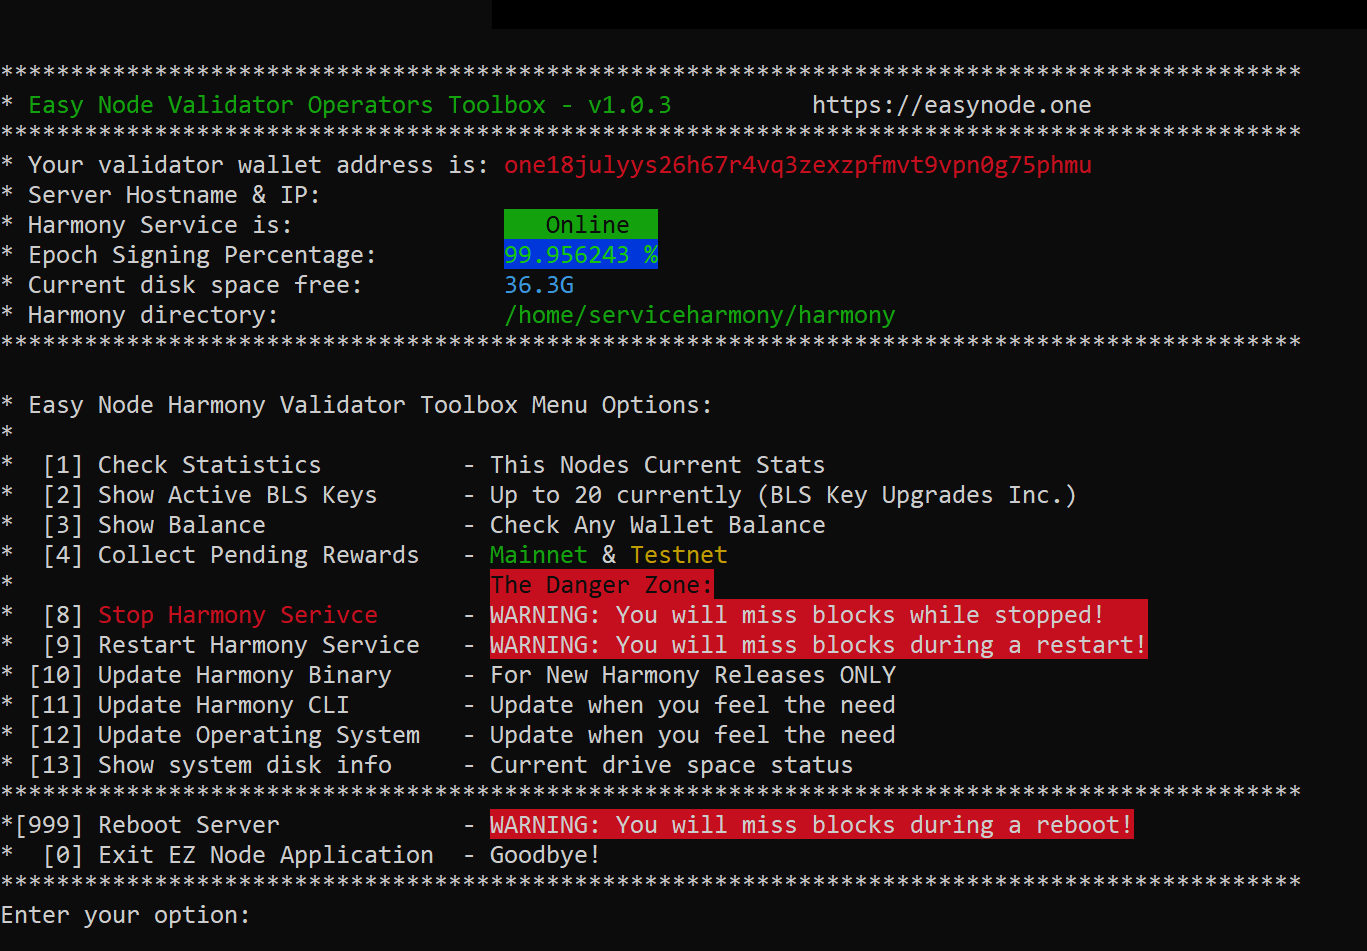 *********************************************************************************************
* Easy Node Validator Operators Toolbox - v1.0.3          https://easynode.one
*********************************************************************************************
* Your validator wallet address is: one18julyys26h67r4vq3zexzpfmvt9vpn0g75phmu
* Server Hostname & IP:
* Harmony Service is:               Online
* Epoch Signing Percentage:         99.956243 %
* Current disk space free:          36.3G
* Harmony directory:                /home/serviceharmony/harmony
*********************************************************************************************
* Easy Node Harmony Validator Toolbox Menu Options:
*
*  [1] Check Statistics          - This Nodes Current Stats
*  [2] Show Active BLS Keys      - Up to 20 currently (BLS Key Upgrades Inc.)
*  [3] Show Balance              - Check Any Wallet Balance
*  [4] Collect Pending Rewards   - Mainnet & Testnet
*                                  The Danger Zone:
*  [8] Stop Harmony Serivce      - WARNING: You will miss blocks while stopped!
*  [9] Restart Harmony Service   - WARNING: You will miss blocks during a restart!
* [10] Update Harmony Binary     - For New Harmony Releases ONLY
* [11] Update Harmony CLI        - Update when you feel the need
* [12] Update Operating System   - Update when you feel the need
* [13] Show system disk info     - Current drive space status
*********************************************************************************************
*[999] Reboot Server             - WARNING: You will miss blocks during a reboot!
*  [0] Exit EZ Node Application  - Goodbye!
*********************************************************************************************
Enter your option: